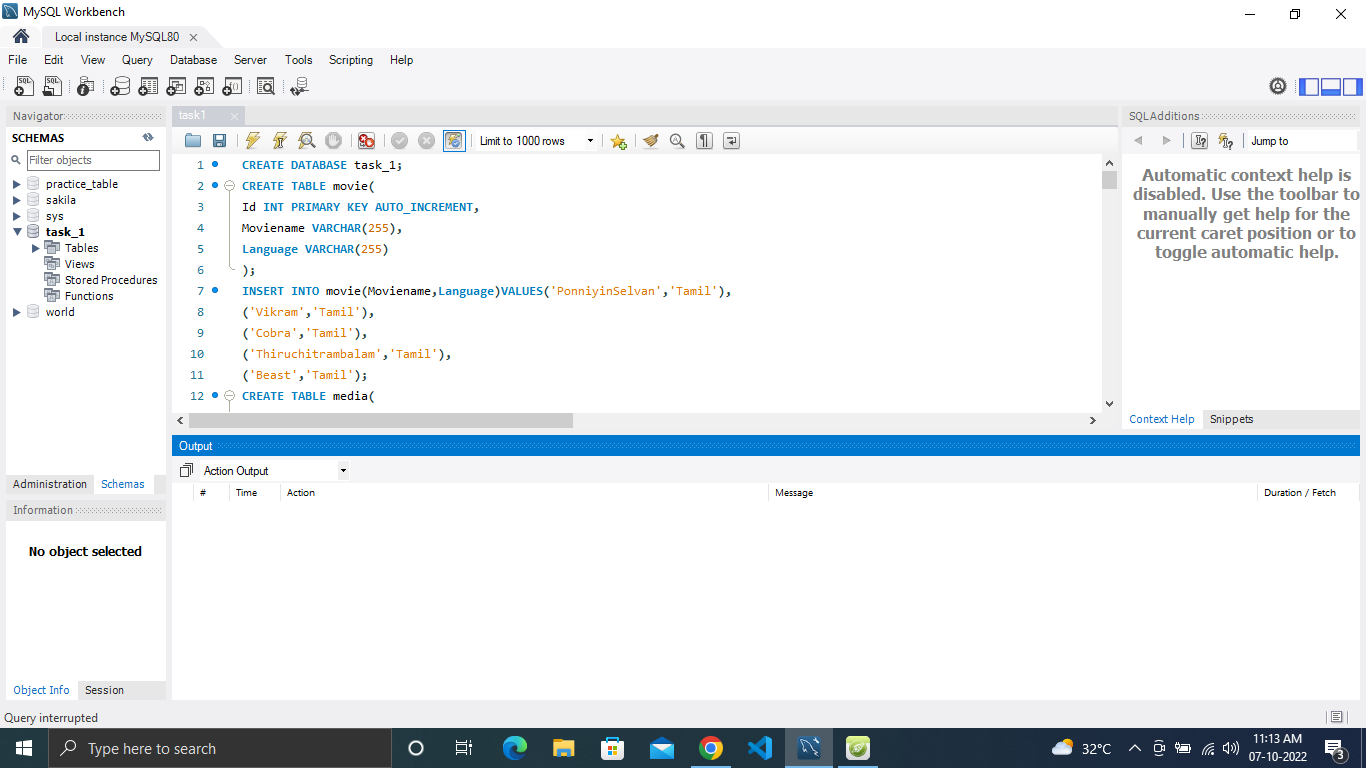 MySQL Workbench
Local instance MySQL80
File Edit View Query Database Server Tools Scripting Help
Navigator
SCHEMAS
Filter objects
practice_table
sakila
sys
task_1
Tables
Views
Stored Procedures
Functions
world
Administration Schemas
Information
No object selected
Object Info Session
task1
Limit to 1000 rows
1 CREATE DATABASE task_1;
2 CREATE TABLE movie(
3 Id INT PRIMARY KEY AUTO_INCREMENT,
4 Moviename VARCHAR(255),
5 Language VARCHAR(255)
6 );
7 INSERT INTO movie(Moviename,Language)VALUES('PonniyinSelvan','Tamil'),
8 ('Vikram','Tamil'),
9 ('Cobra','Tamil'),
10 ('Thiruchitrambalam','Tamil'),
11 ('Beast','Tamil');
12 CREATE TABLE media(
SQLAdditions
Jump to
Automatic context help is
disabled. Use the toolbar to
manually get help for the
current caret position or to
toggle automatic help.
Context Help Snippets
Output
Action Output
# Time Action Message Duration / Fetch
Query interrupted
Type here to search
32°C
11:13 AM
07-10-2022
3